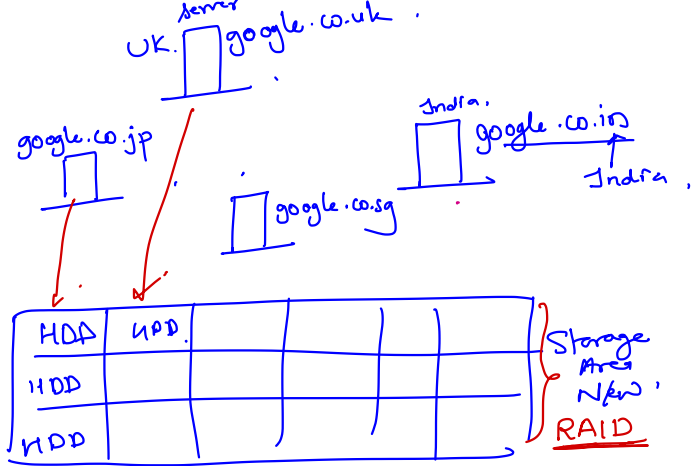 server
UK. google.co.uk.
India.
google.co.in
google.co.jp
India,
google.co.sg
HDD HDD.
Storage
Area
N/W
HDD
RAID
HDD